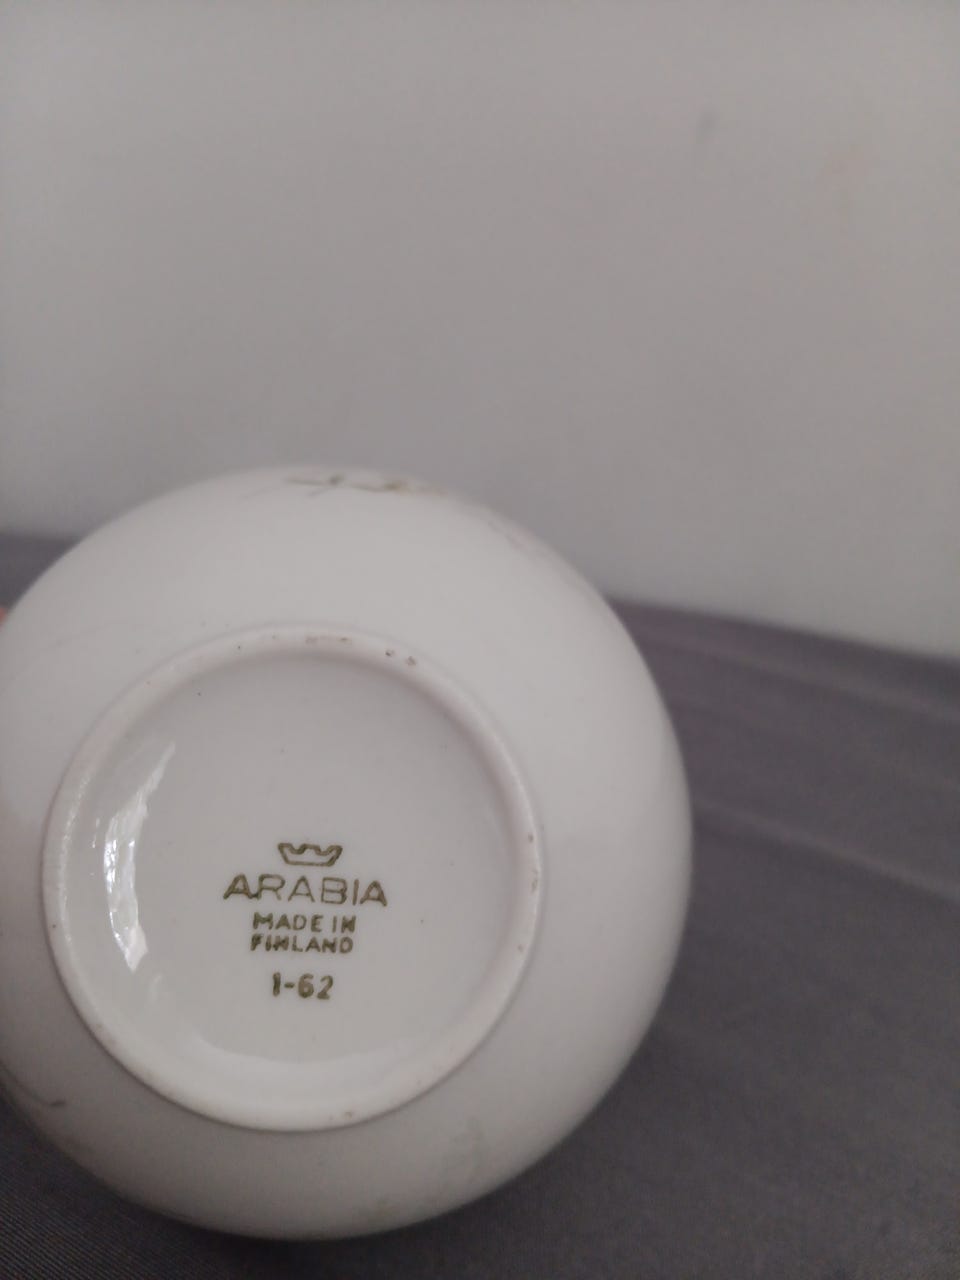 ARABIA
MADE IN
FINLAND
1-62